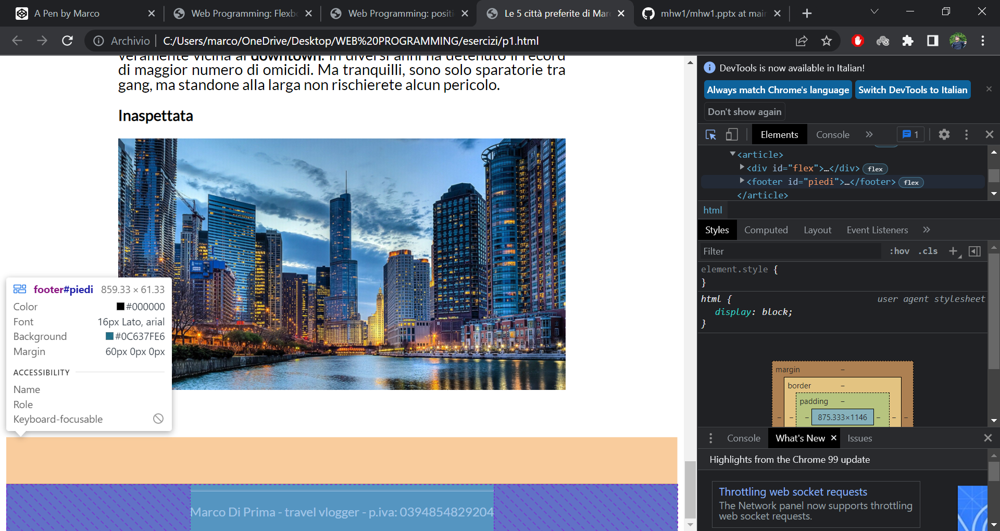 A Pen by Marco
Web Programming: Flexbo
Web Programming: positi
Le 5 città preferite di Mar
mhw1/mhw1.pptx at mair
Archivio
C:/Users/marco/OneDrive/Desktop/WEB%20PROGRAMMING/esercizi/p1.html
veramente vicina al downtown. In diversi anni ha detenuto il record
di maggior numero di omicidi. Ma tranquilli, sono solo sparatorie tra
gang, ma standone alla larga non rischierete alcun pericolo.
Inaspettata
footer#piedi 859.33 × 61.33
Color #000000
Font 16px Lato, arial
Background #0C637FE6
Margin 60px 0px 0px
ACCESSIBILITY
Name
Role
Keyboard-focusable
Marco Di Prima - travel vlogger - p.iva: 0394854829204
DevTools is now available in Italian!
Always match Chrome's language
Switch DevTools to Italian
Don't show again
Elements
Console
1
<article>
<div id="flex">…</div> flex
<footer id="piedi">…</footer> flex
</article>
html
Styles
Computed
Layout
Event Listeners
Filter
:hov
.cls
element.style {
}
html {
user agent stylesheet
display: block;
}
margin
–
border
–
padding
–
– – – 875.333×1146 – – –
Console
What's New
Issues
Highlights from the Chrome 99 update
Throttling web socket requests
The Network panel now supports throttling
web socket requests.